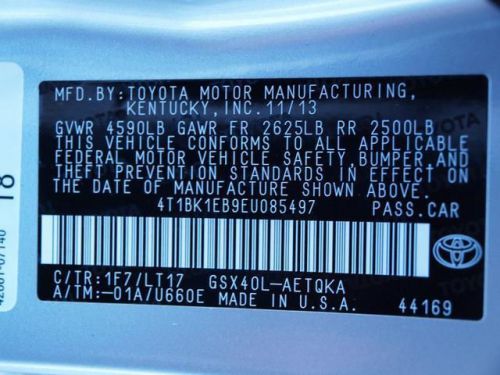 MFD.BY:TOYOTA MOTOR MANUFACTURING,
KENTUCKY, INC. 11/13
GVWR 4590LB GAWR FR 2625LB RR 2500LB
THIS VEHICLE CONFORMS TO ALL APPLICABLE
FEDERAL MOTOR VEHICLE SAFETY, BUMPER, AND
THEFT PREVENTION STANDARDS IN EFFECT ON
THE DATE OF MANUFACTURE SHOWN ABOVE.
4T1BK1EB9EU085497 PASS.CAR
C/TR:1F7/LT17 GSX40L-AETQKA
A/TM:-01A/U660E MADE IN U.S.A.
44169
TOYOTA
18